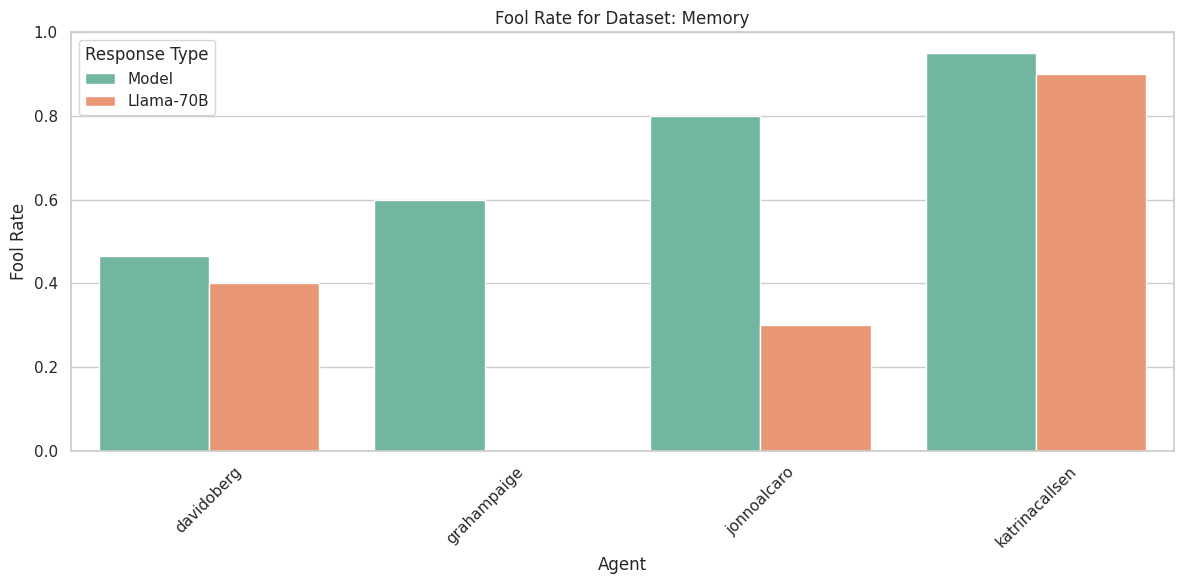 Fool Rate for Dataset: Memory
1.0
0.8
0.6
0.4
0.2
0.0
Fool Rate
Response Type
Model
Llama-70B
davidoberg
grahampaige
jonnoalcaro
katrinacallsen
Agent